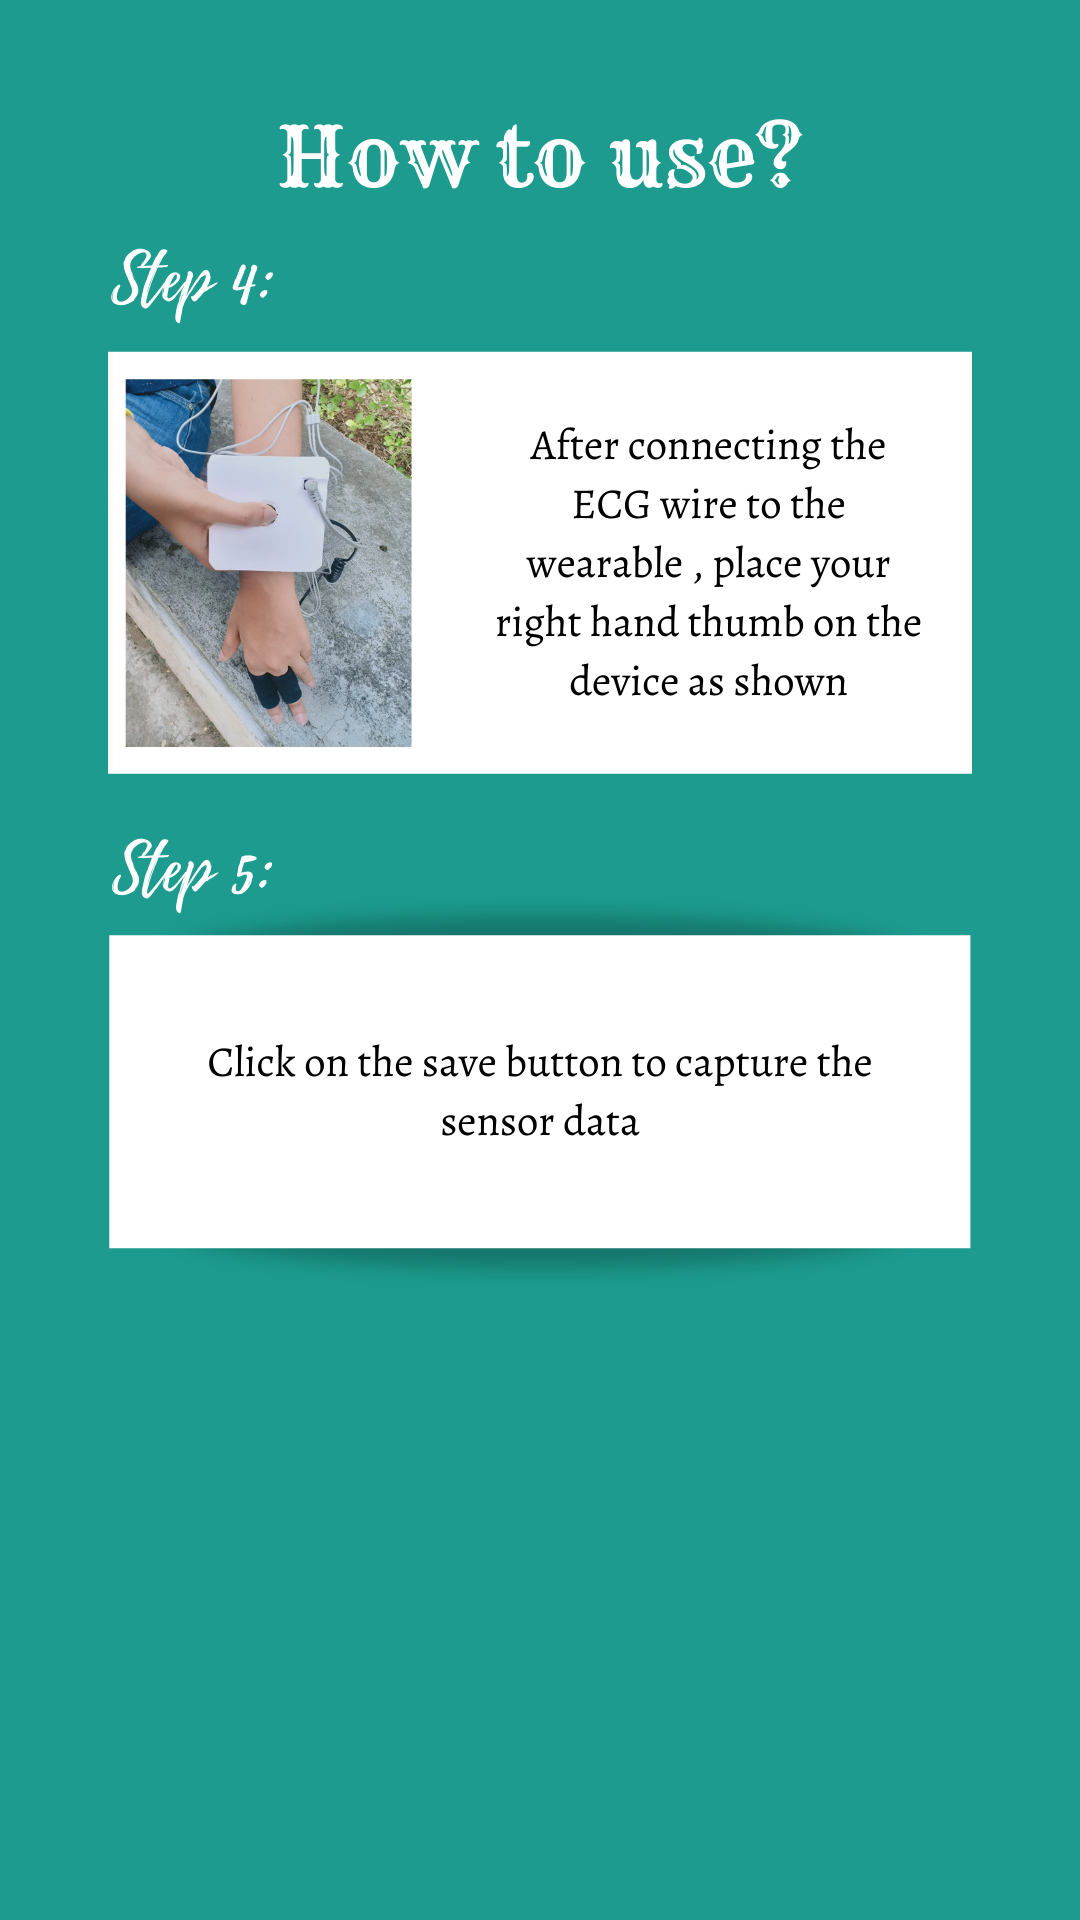 How to use?
Step 4:
After connecting the
ECG wire to the
wearable , place your
right hand thumb on the
device as shown
Step 5:
Click on the save button to capture the
sensor data